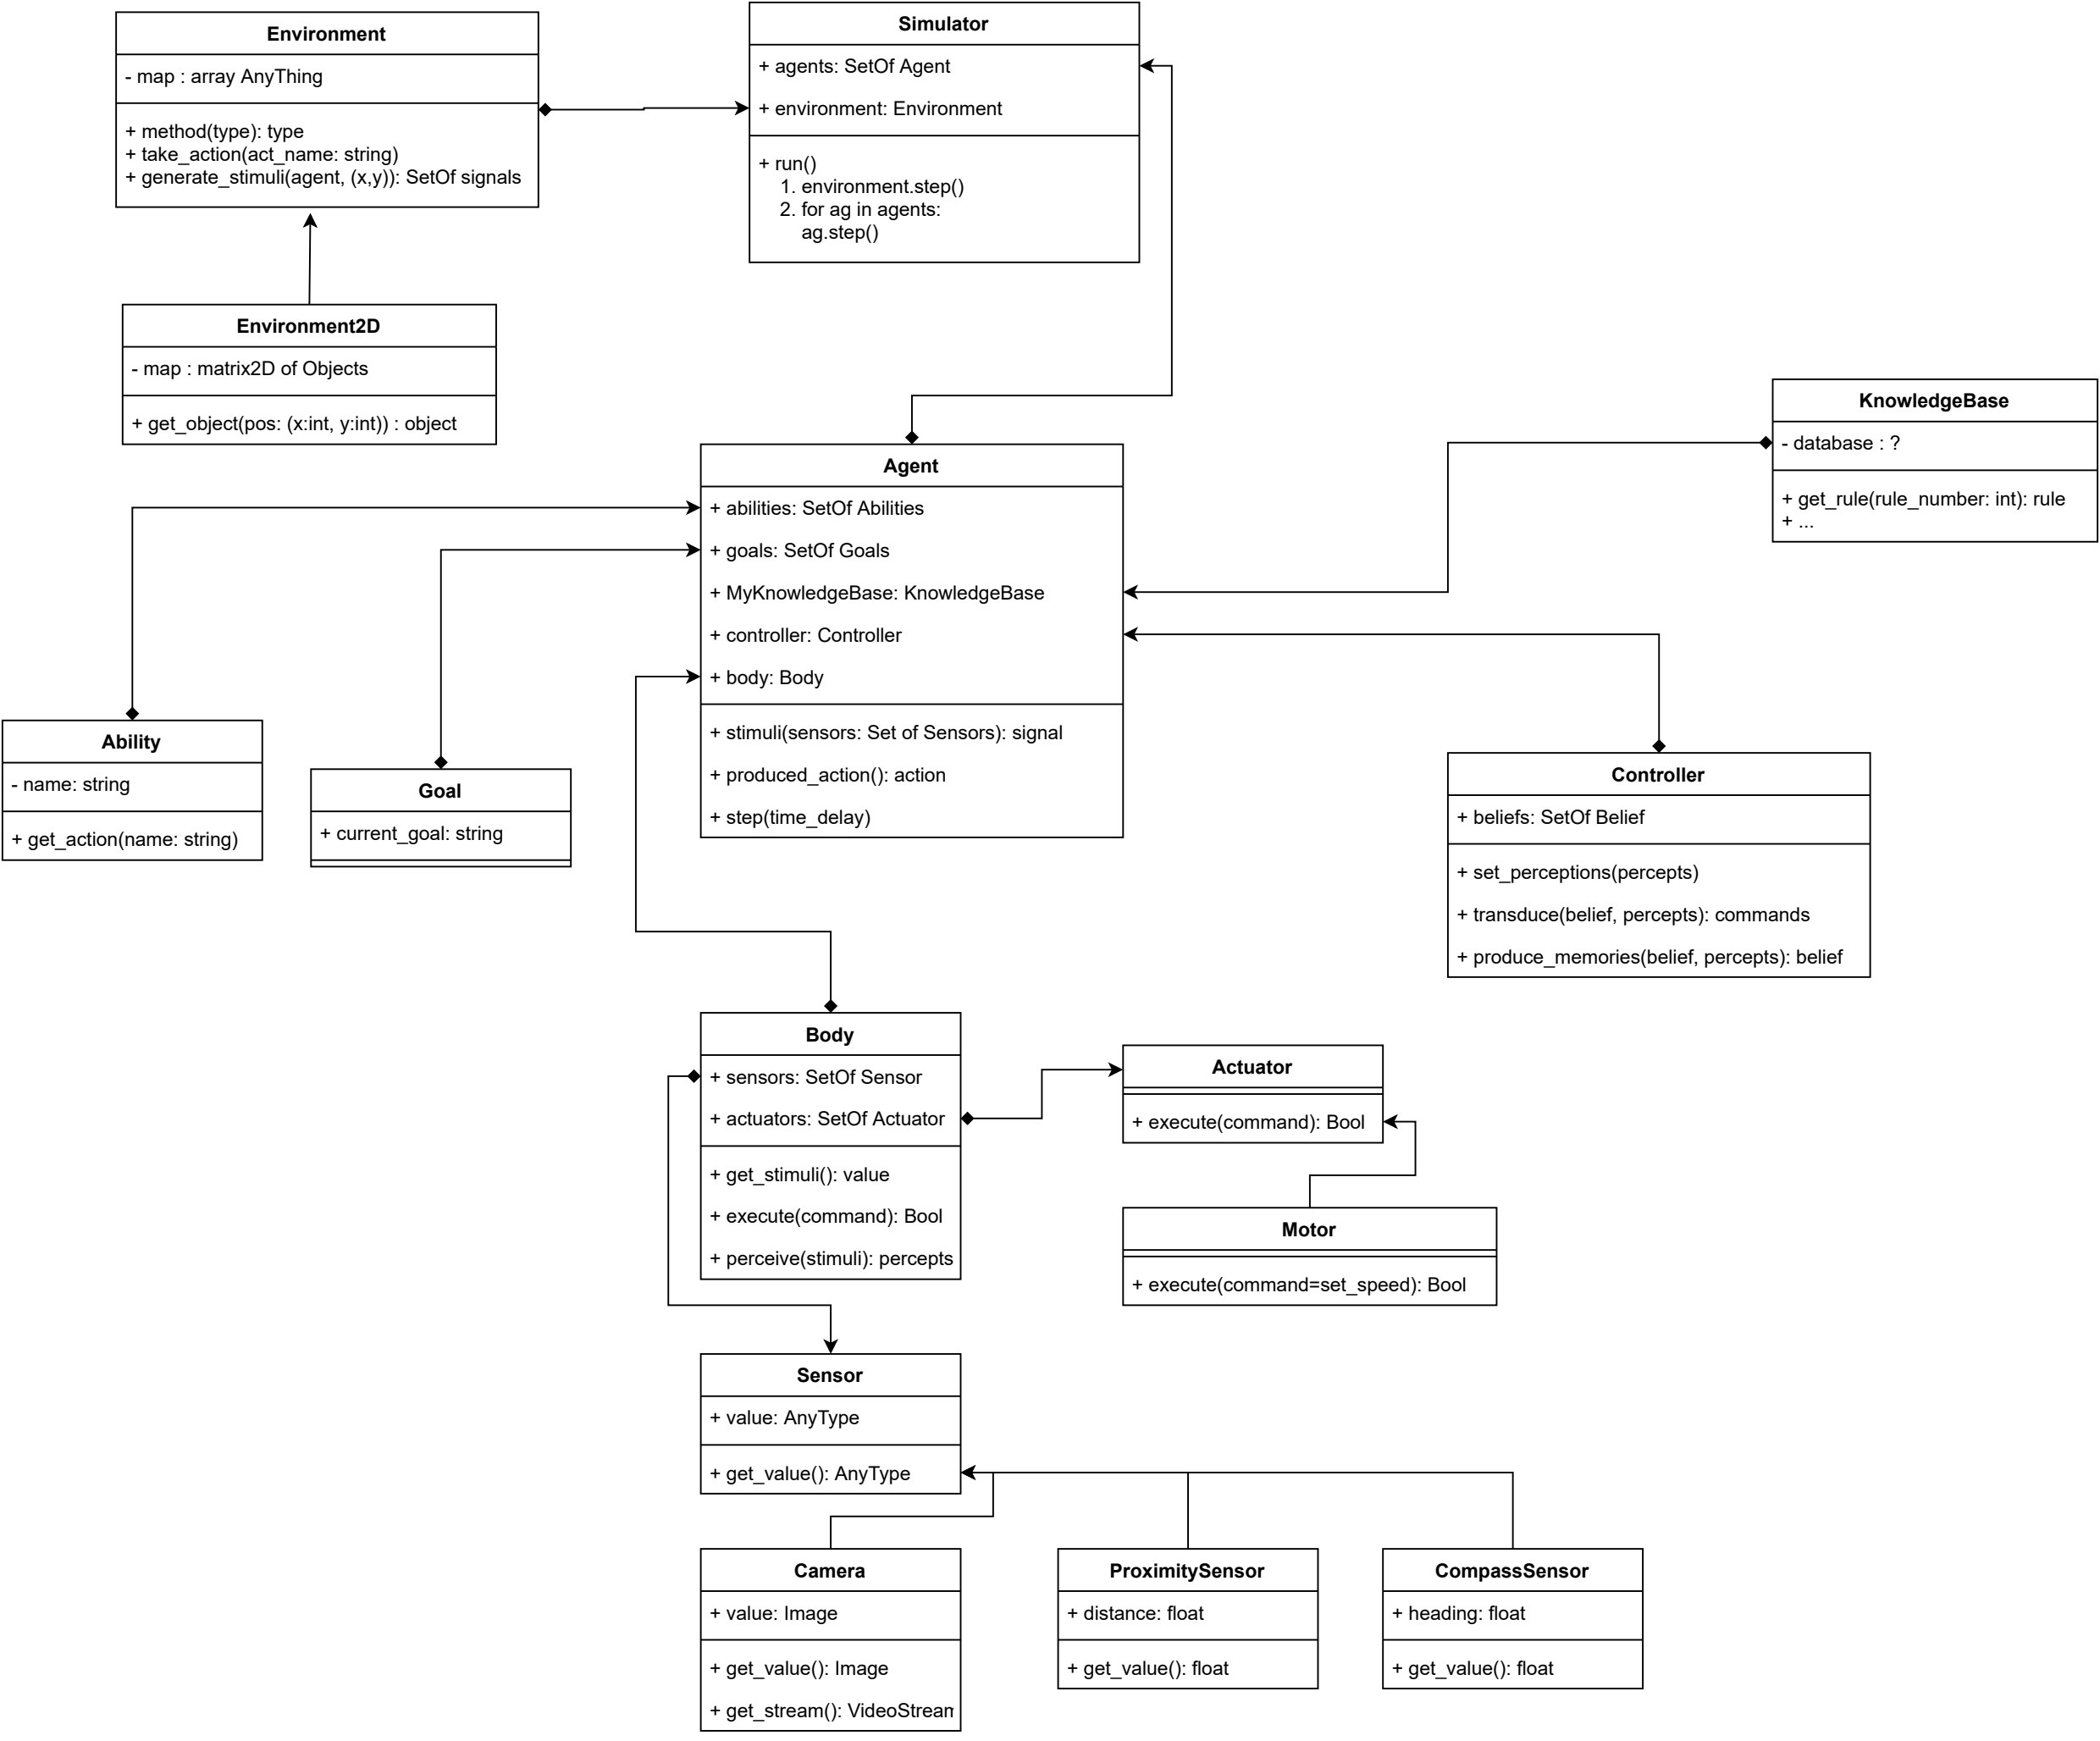 Environment
- map : array AnyThing
+ method(type): type
+ take_action(act_name: string)
+ generate_stimuli(agent, (x,y)): SetOf signals
Simulator
+ agents: SetOf Agent
+ environment: Environment
+ run()
1. environment.step()
2. for ag in agents:
ag.step()
Environment2D
- map : matrix2D of Objects
+ get_object(pos: (x:int, y:int)) : object
KnowledgeBase
- database : ?
+ get_rule(rule_number: int): rule
+ ...
Agent
+ abilities: SetOf Abilities
+ goals: SetOf Goals
+ MyKnowledgeBase: KnowledgeBase
+ controller: Controller
+ body: Body
+ stimuli(sensors: Set of Sensors): signal
+ produced_action(): action
+ step(time_delay)
Ability
- name: string
+ get_action(name: string)
Goal
+ current_goal: string
Controller
+ beliefs: SetOf Belief
+ set_perceptions(percepts)
+ transduce(belief, percepts): commands
+ produce_memories(belief, percepts): belief
Body
+ sensors: SetOf Sensor
+ actuators: SetOf Actuator
+ get_stimuli(): value
+ execute(command): Bool
+ perceive(stimuli): percepts
Actuator
+ execute(command): Bool
Motor
+ execute(command=set_speed): Bool
Sensor
+ value: AnyType
+ get_value(): AnyType
Camera
+ value: Image
+ get_value(): Image
+ get_stream(): VideoStream
ProximitySensor
+ distance: float
+ get_value(): float
CompassSensor
+ heading: float
+ get_value(): float